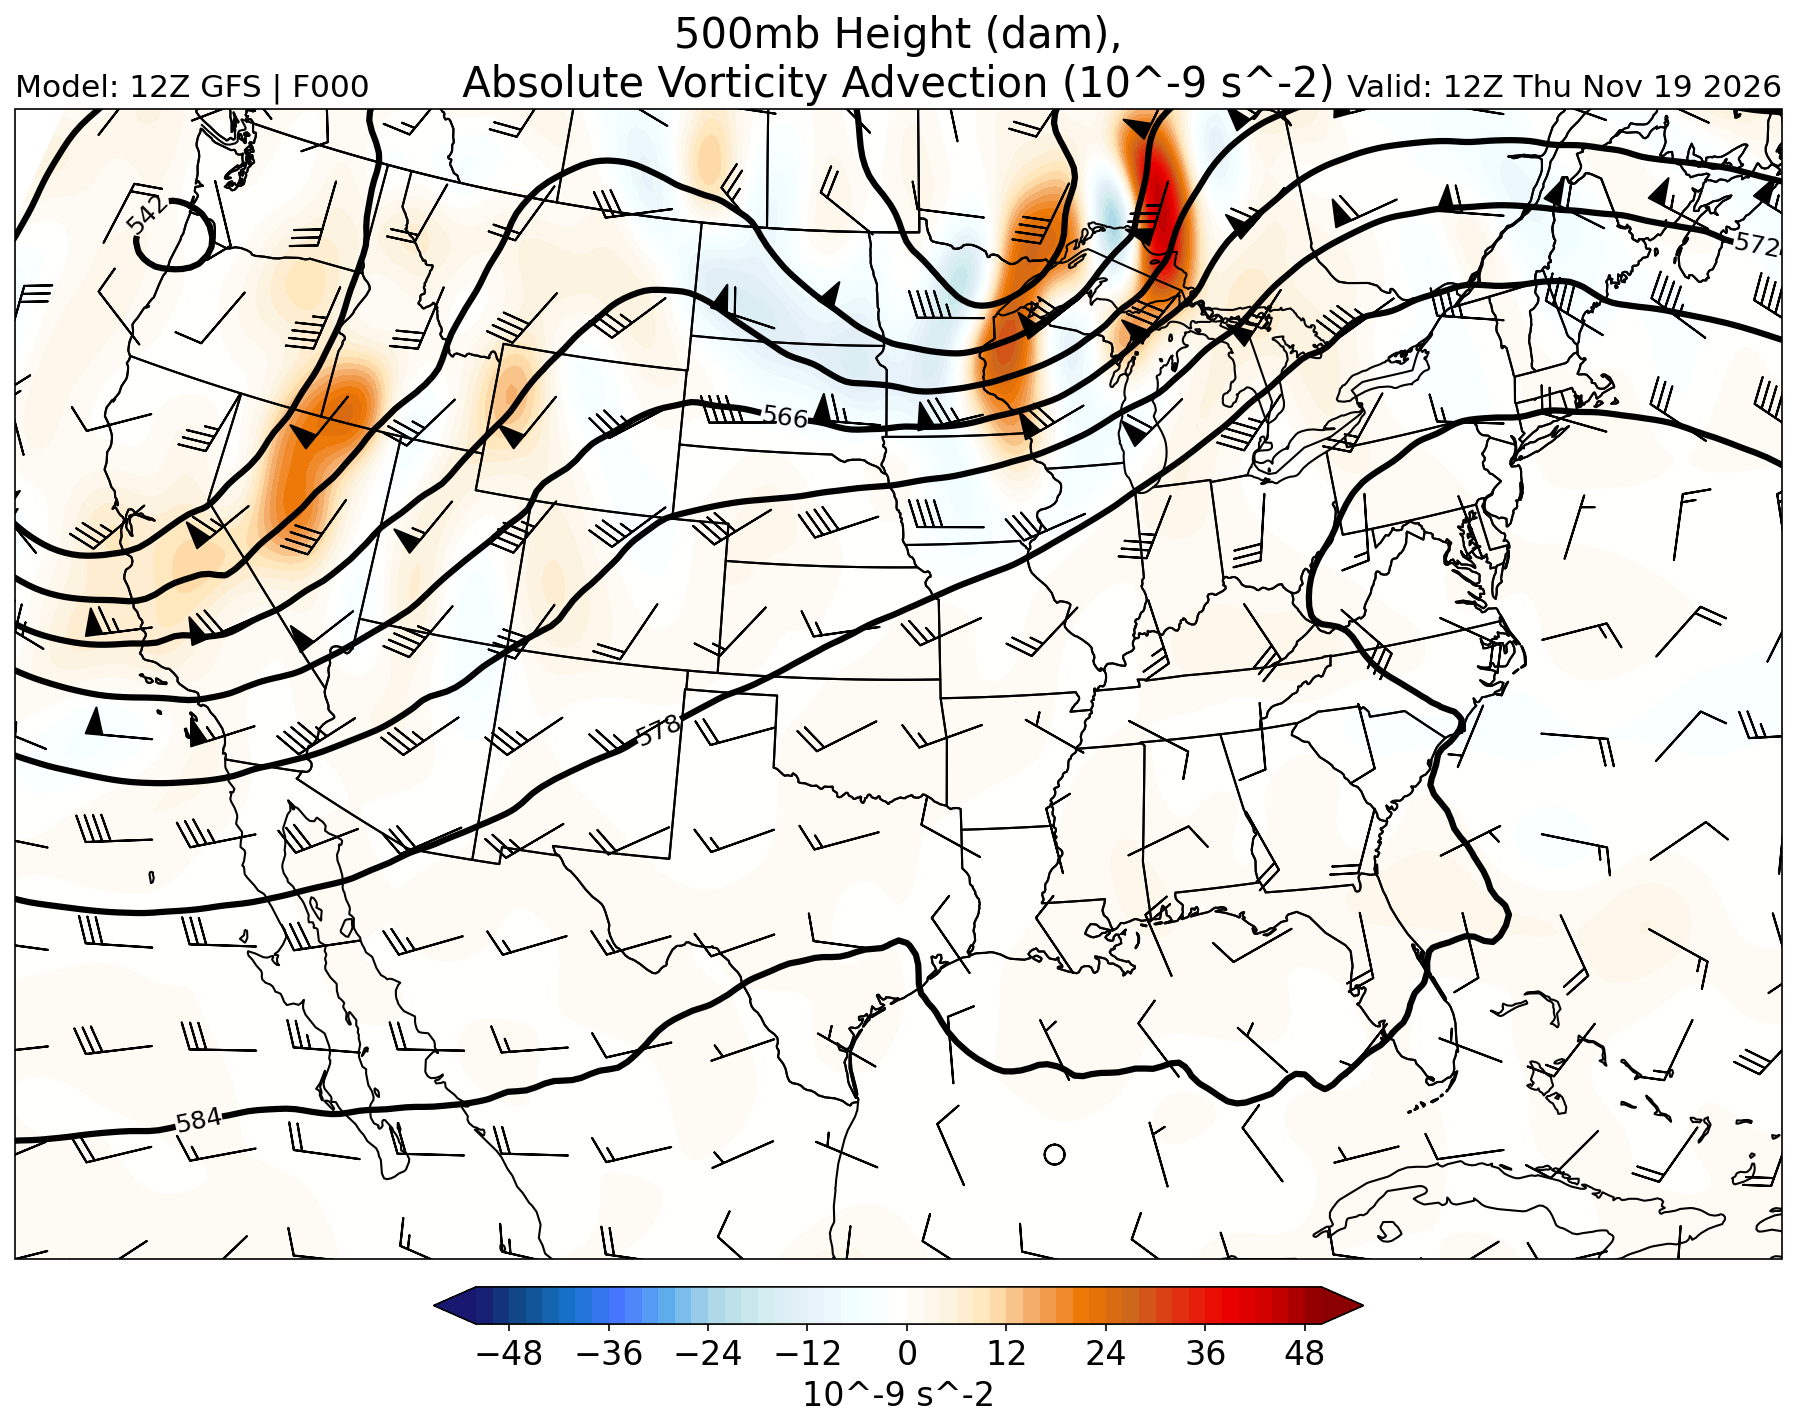 500mb Height (dam),
Model: 12Z GFS | F000
Absolute Vorticity Advection (10^-9 s^-2)
Valid: 12Z Thu Nov 19 2026
542
572
566
578
584
−48 −36 −24 −12 0 12 24 36 48
10^-9 s^-2